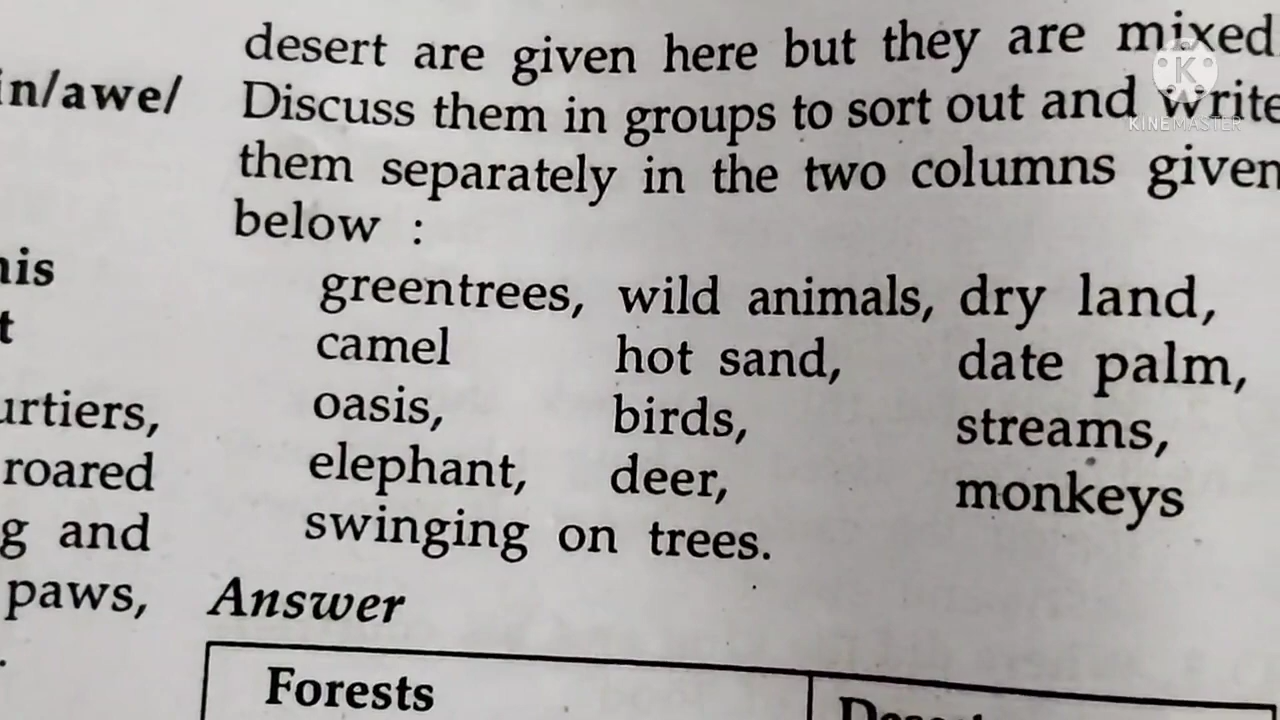 desert are given here but they are mixed
in/awe/ Discuss them in groups to sort out and write
KINEMASTER
them separately in the two columns given
below :
his
greentrees, wild animals, dry land,
t
camel hot sand, date palm,
urtiers, oasis, birds, streams,
roared elephant, deer, monkeys
g and swinging on trees.
paws, Answer
Forests